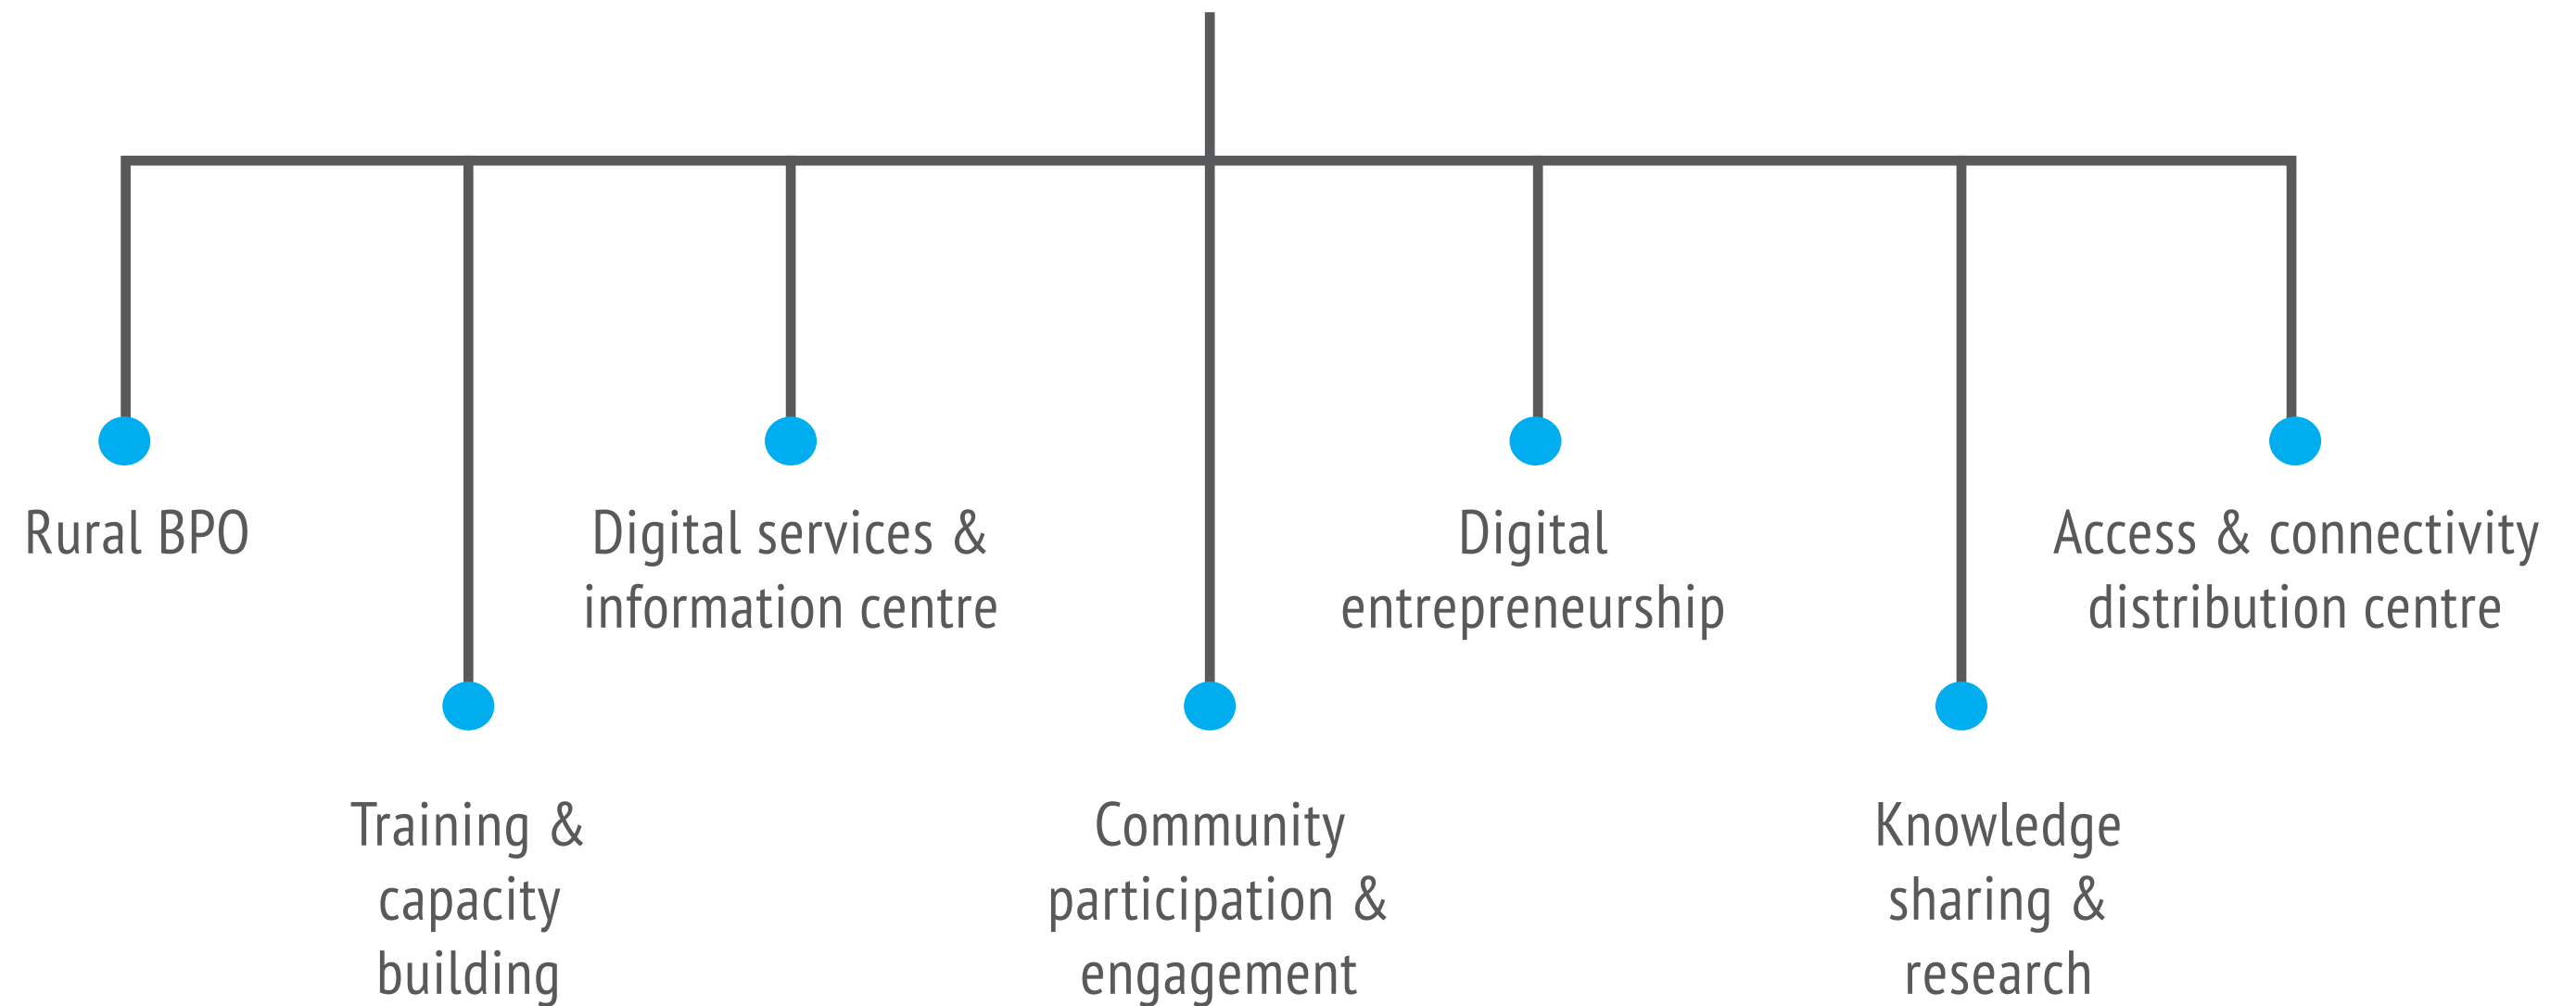 Rural BPO
Digital services &
information centre
Digital
entrepreneurship
Access & connectivity
distribution centre
Training &
capacity
building
Community
participation &
engagement
Knowledge
sharing &
research